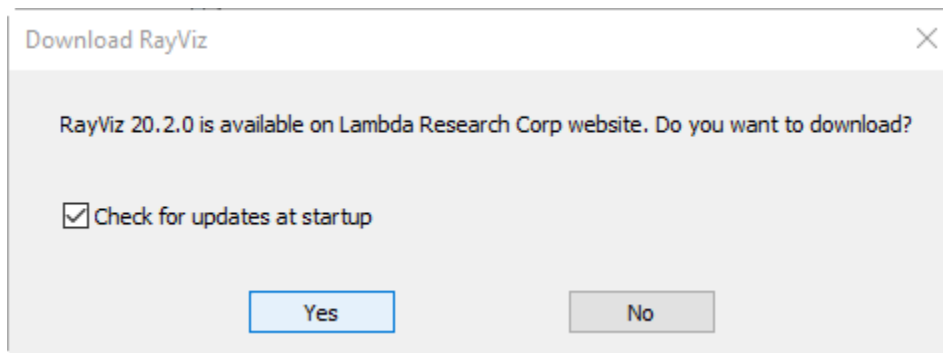 Download RayViz
RayViz 20.2.0 is available on Lambda Research Corp website. Do you want to download?
Check for updates at startup
Yes No